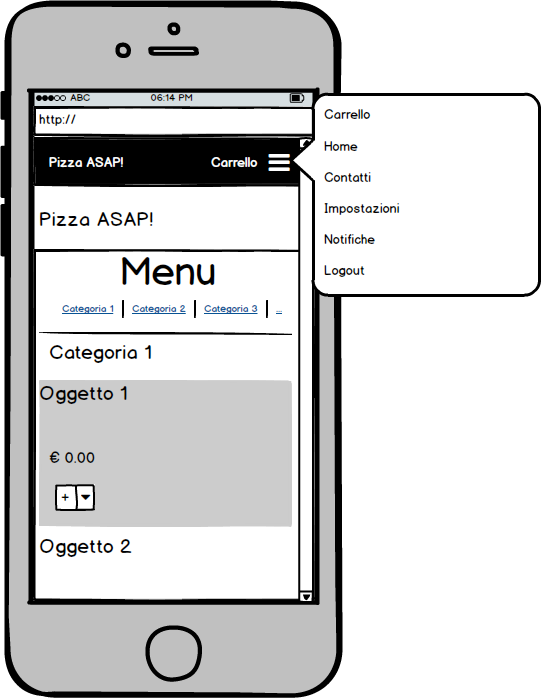 ABC 06:14 PM
http://
Pizza ASAP! Carrello
Carrello
Home
Contatti
Impostazioni
Notifiche
Logout
Pizza ASAP!
Menu
Categoria 1 Categoria 2 Categoria 3 ...
Categoria 1
Oggetto 1
€ 0.00
+
Oggetto 2